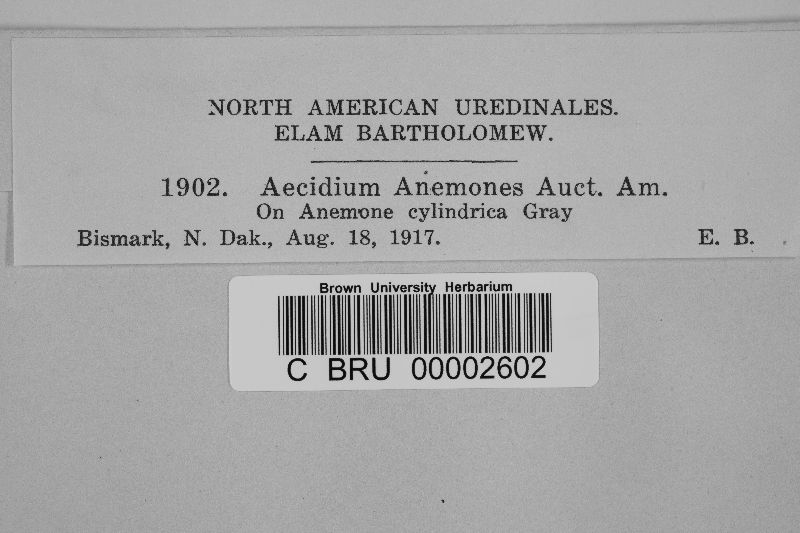 NORTH AMERICAN UREDINALES.
ELAM BARTHOLOMEW.
1902. Aecidium Anemones Auct. Am.
On Anemone cylindrica Gray
Bismark, N. Dak., Aug. 18, 1917. E. B.
Brown University Herbarium
C BRU 00002602